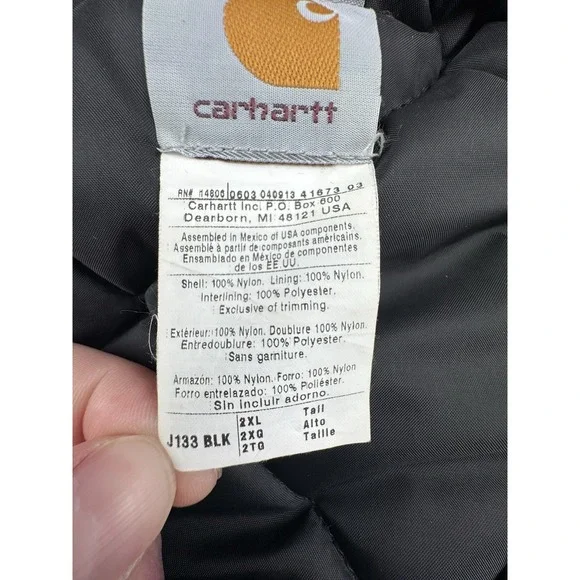 carhartt
RN# 14806 0603 040913 41673 03
Carhartt Inc. P.O. Box 600
Dearborn, MI 48121 USA
Assembled in Mexico of USA components.
Assemblé à partir de composants américains.
Ensamblado en México de componentes
de los EE UU.
Shell: 100% Nylon. Lining: 100% Nylon.
Interlining: 100% Polyester.
Exclusive of trimming.
Extérieur: 100% Nylon. Doublure 100% Nylon.
Entredoublure: 100% Polyester.
Sans garniture.
Armazón: 100% Nylon. Forro: 100% Nylon.
Forro entrelazado: 100% Poliéster.
Sin incluir adorno.
J133 BLK
2XL Tall
2XG Alto
2TG Taille